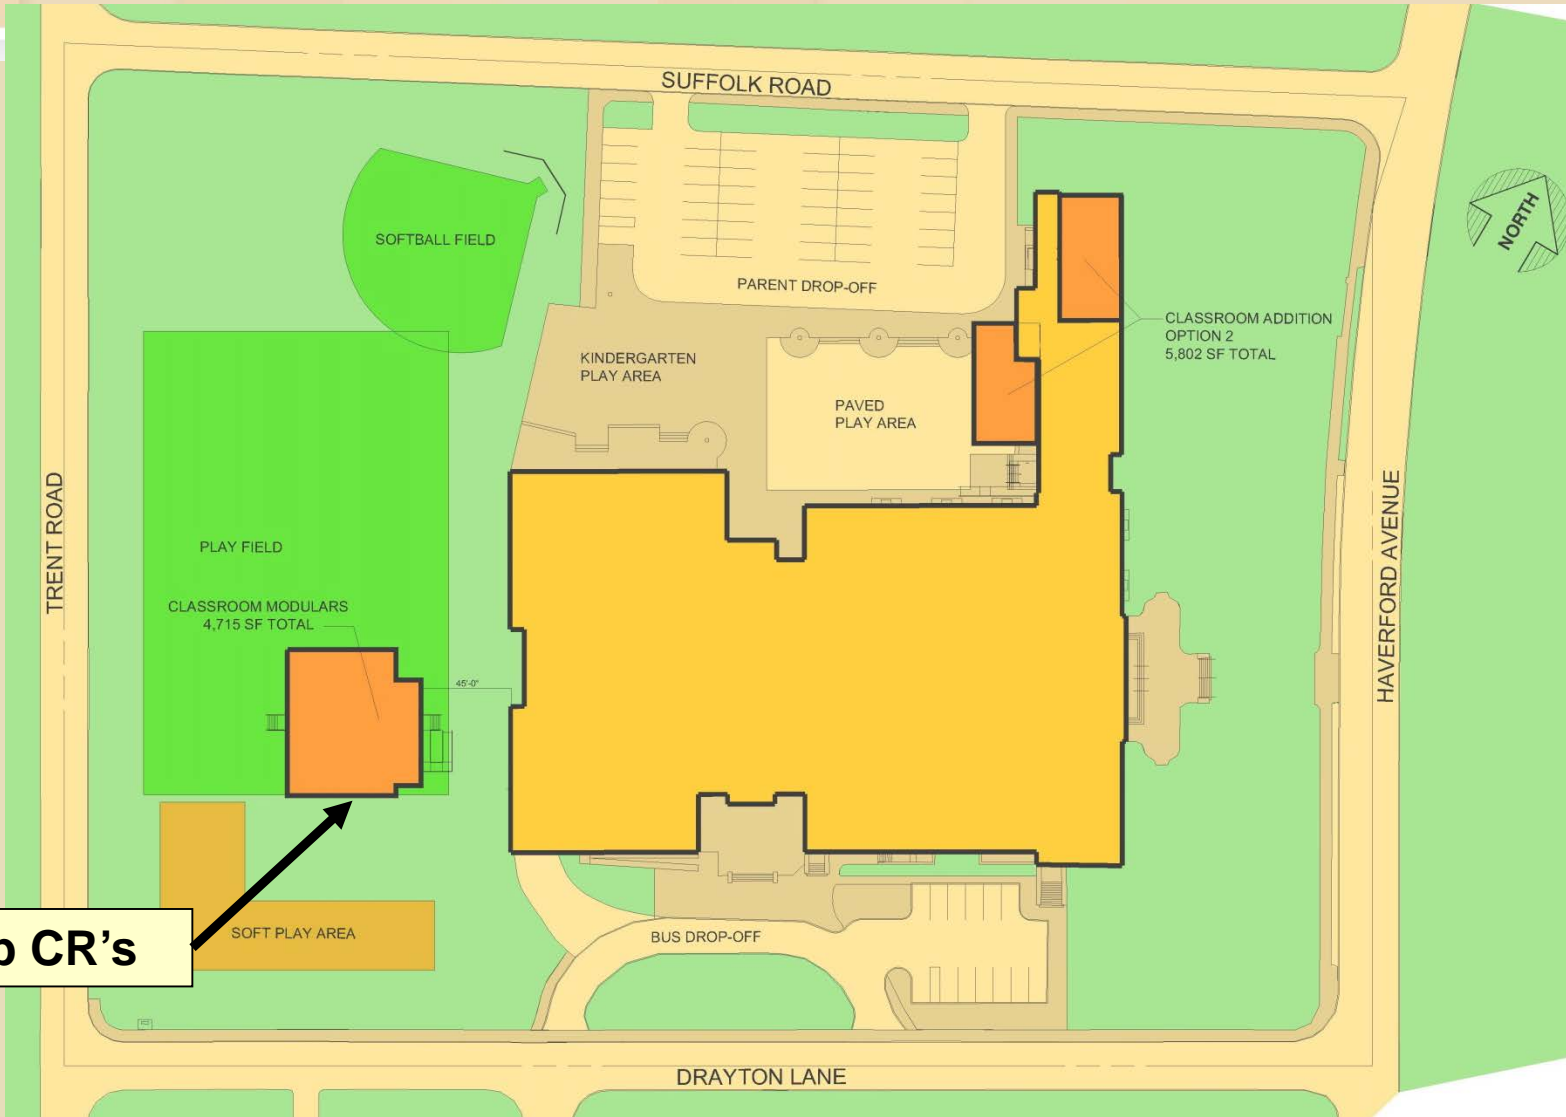 SUFFOLK ROAD
NORTH
SOFTBALL FIELD
PARENT DROP-OFF
CLASSROOM ADDITION
OPTION 2
5,802 SF TOTAL
KINDERGARTEN
PLAY AREA
PAVED
PLAY AREA
TRENT ROAD
HAVERFORD AVENUE
PLAY FIELD
CLASSROOM MODULARS
4,715 SF TOTAL
45'-0"
CR's
SOFT PLAY AREA
BUS DROP-OFF
DRAYTON LANE